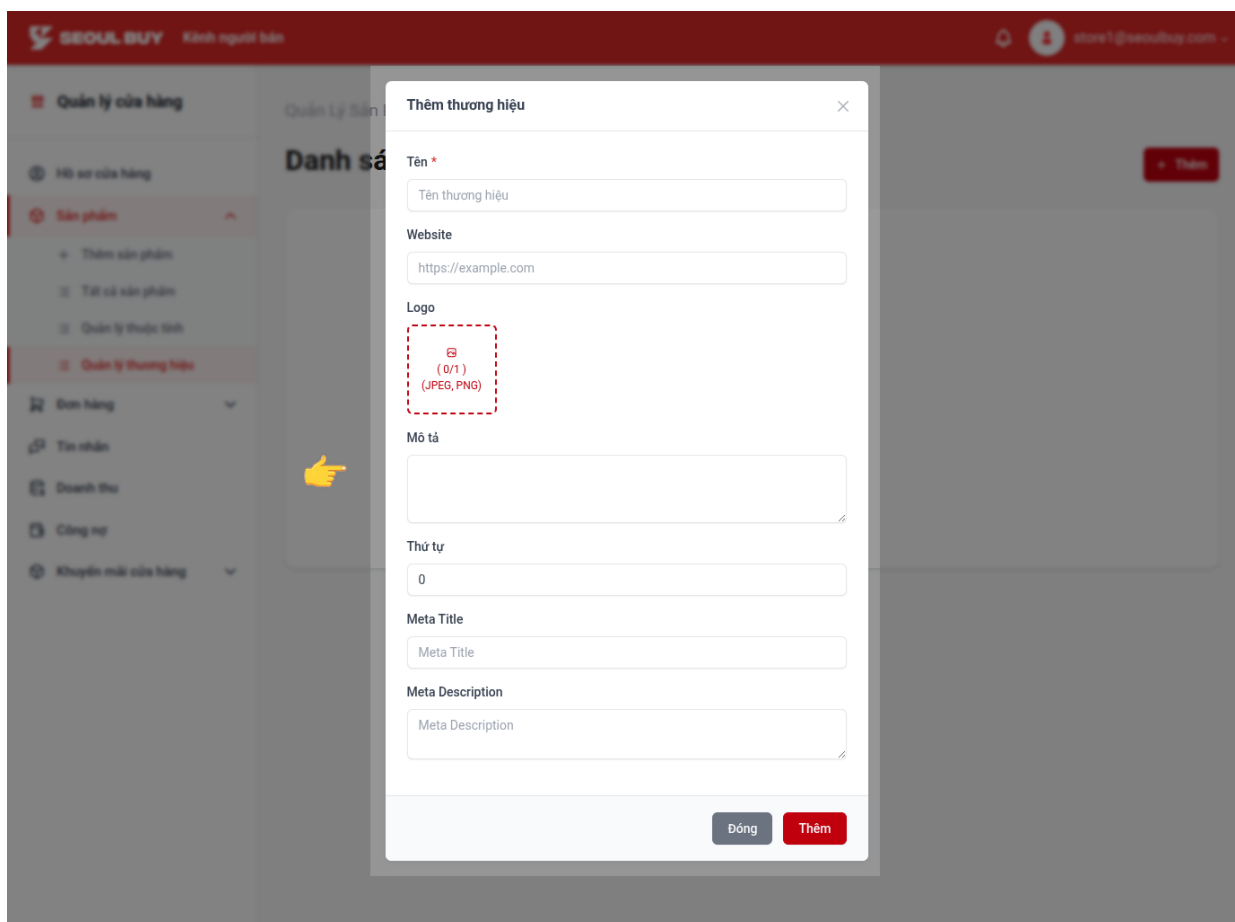 SEOUL BUY Kênh người bán
store1@seoulbuy.com
Quản lý cửa hàng
Hồ sơ cửa hàng
Sản phẩm
Thêm sản phẩm
Tất cả sản phẩm
Quản lý thuộc tính
Quản lý thương hiệu
Đơn hàng
Tin nhắn
Doanh thu
Công nợ
Khuyến mãi cửa hàng
Quản Lý Sản
Danh sá
+ Thêm
Thêm thương hiệu
Tên *
Tên thương hiệu
Website
https://example.com
Logo
( 0/1 )
(JPEG, PNG)
Mô tả
Thứ tự
0
Meta Title
Meta Title
Meta Description
Meta Description
Đóng
Thêm